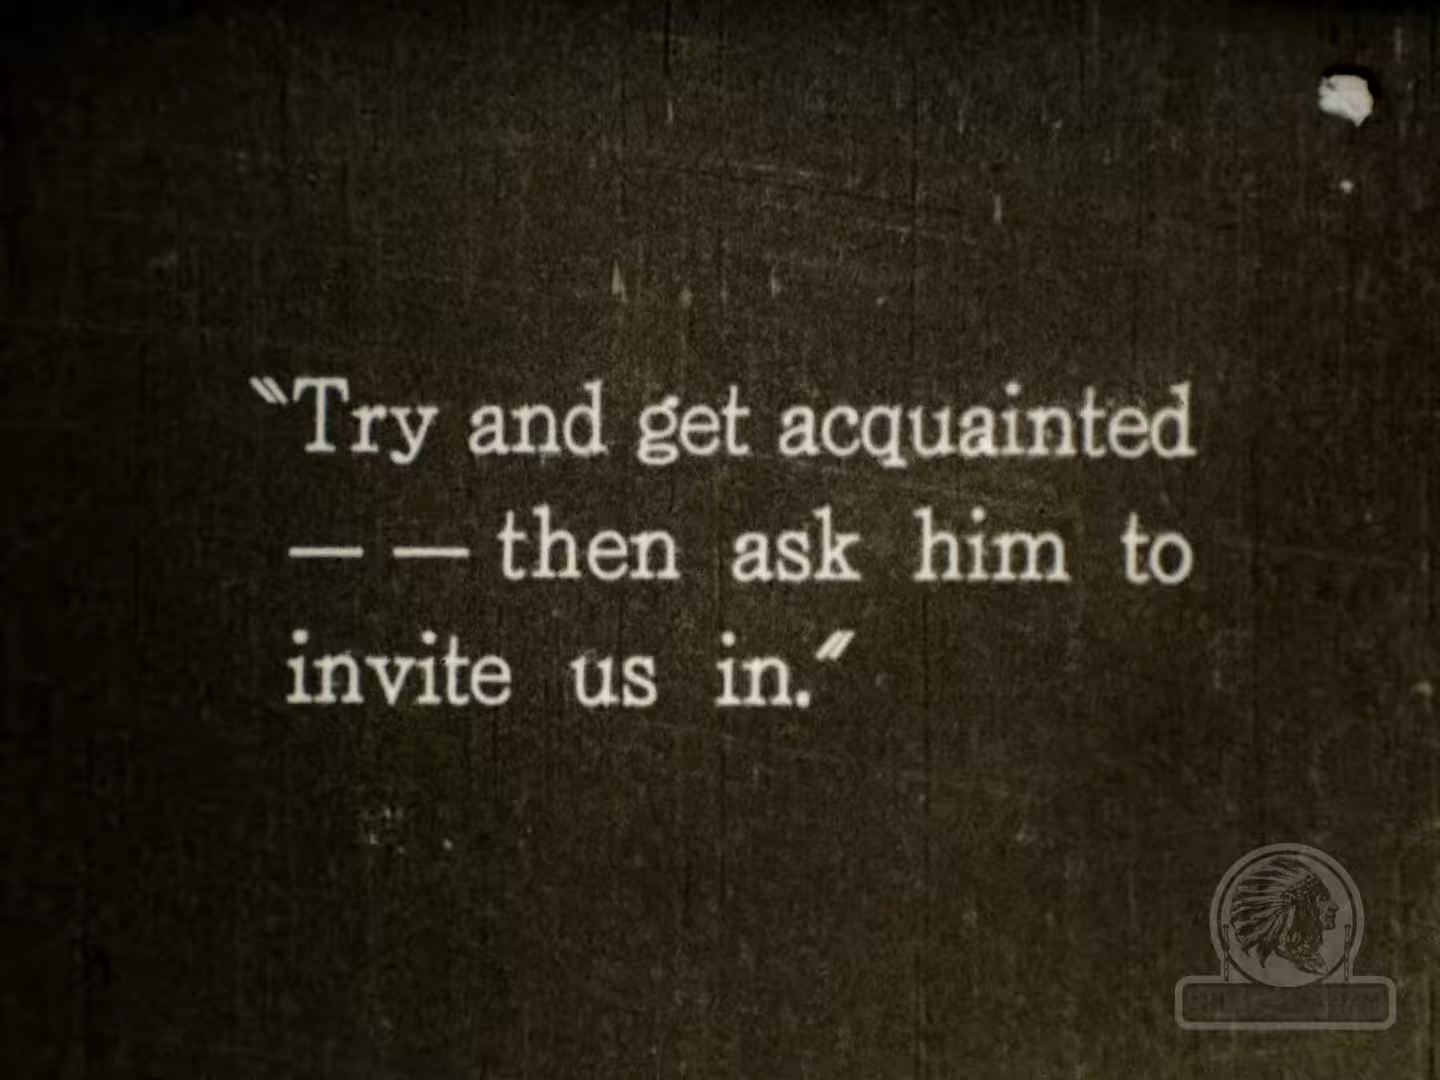 "Try and get acquainted
— — then ask him to
invite us in."